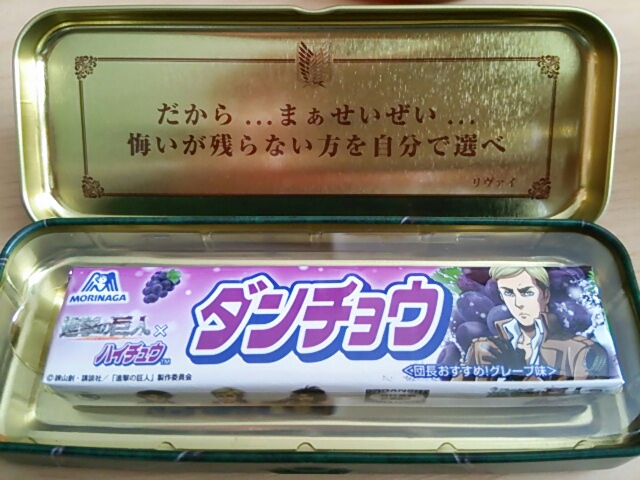 だから...まぁせいぜい...
悔いが残らない方を自分で選べ
リヴァイ
MORINAGA
進撃の巨人×
ハイチュウ™
ダンチョウ
<団長おすすめ!グレープ味>
©諫山創・講談社/「進撃の巨人」製作委員会